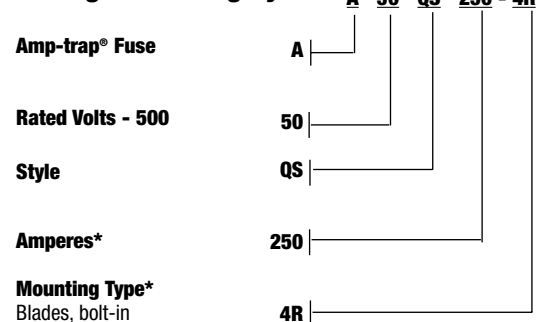 Amp-trap® Fuse A
Rated Volts - 500 50
Style QS
Amperes* 250
Mounting Type*
Blades, bolt-in 4R